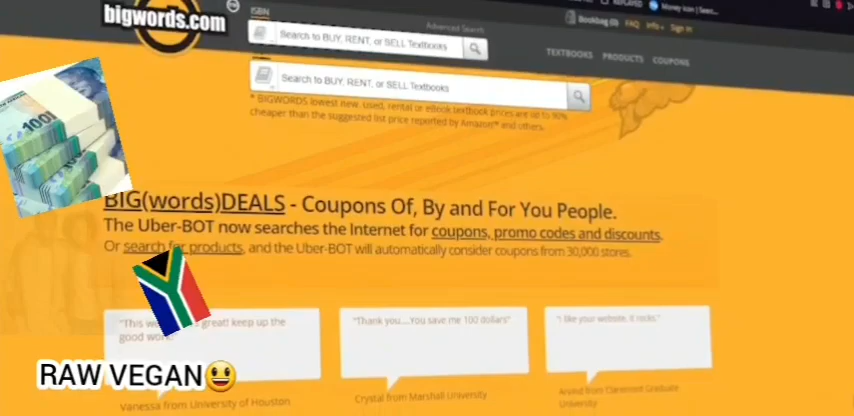 bigwords.com
ISBN
Advanced Search
Search to BUY, RENT, or SELL Textbooks
Bookbag (0) FAQ Info Sign In
TEXTBOOKS PRODUCTS COUPONS
Search to BUY, RENT, or SELL Textbooks
* BIGWORDS lowest new, used, rental or eBook textbook prices are up to 90%
cheaper than the suggested list price reported by Amazon* and others.
100
BIG(words)DEALS - Coupons Of, By and For You People.
The Uber-BOT now searches the Internet for coupons, promo codes and discounts.
Or search for products, and the Uber-BOT will automatically consider coupons from 30,000 stores.
"This we great! keep up the
good wor
"Thank you....You save me 100 dollars"
"I like your website, it rocks."
RAW VEGAN😃
Vanessa from University of Houston
Crystal from Marshall University
Arvind from Claremont Graduate
University